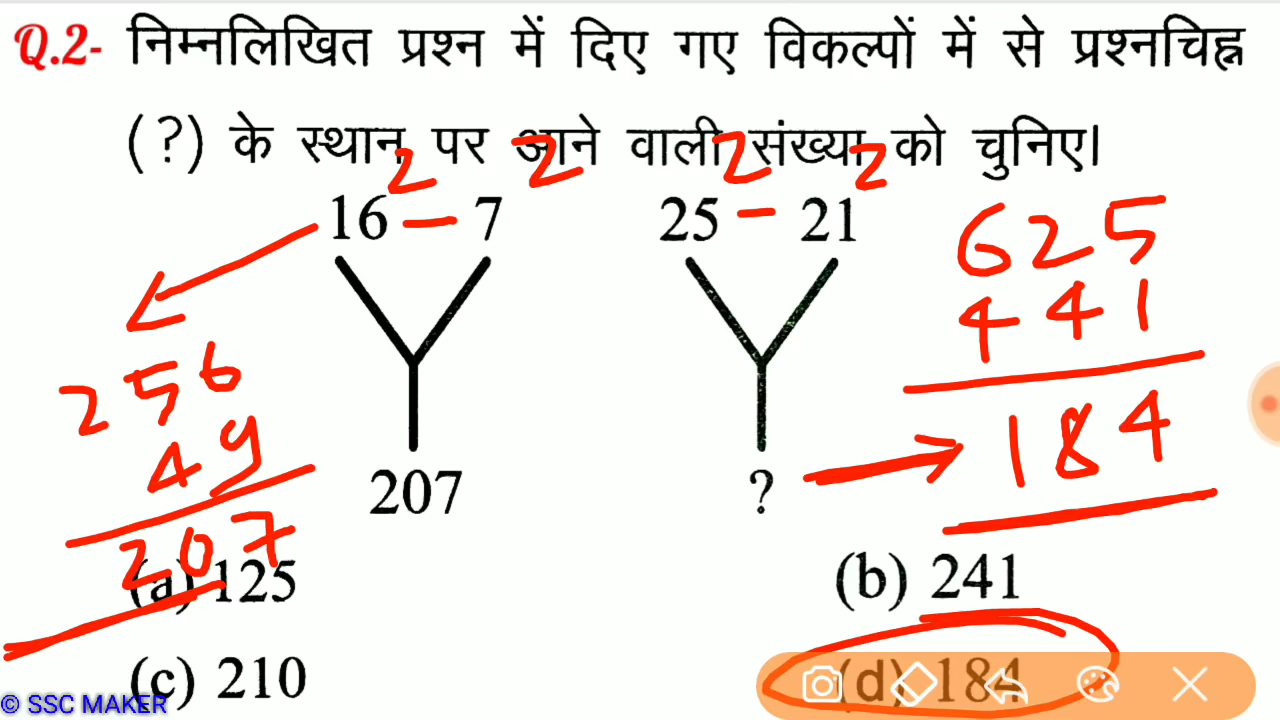 Q.2- निम्नलिखित प्रश्न में दिए गए विकल्पों में से प्रश्नचिह्न
(?) के स्थान पर आने वाली संख्या को चुनिए।
2 2 2 2
16 — 7 25 — 21
625
441
184
256
49
207
207 ?
(a) 125 (b) 241
(c) 210 (d) 184
© SSC MAKER